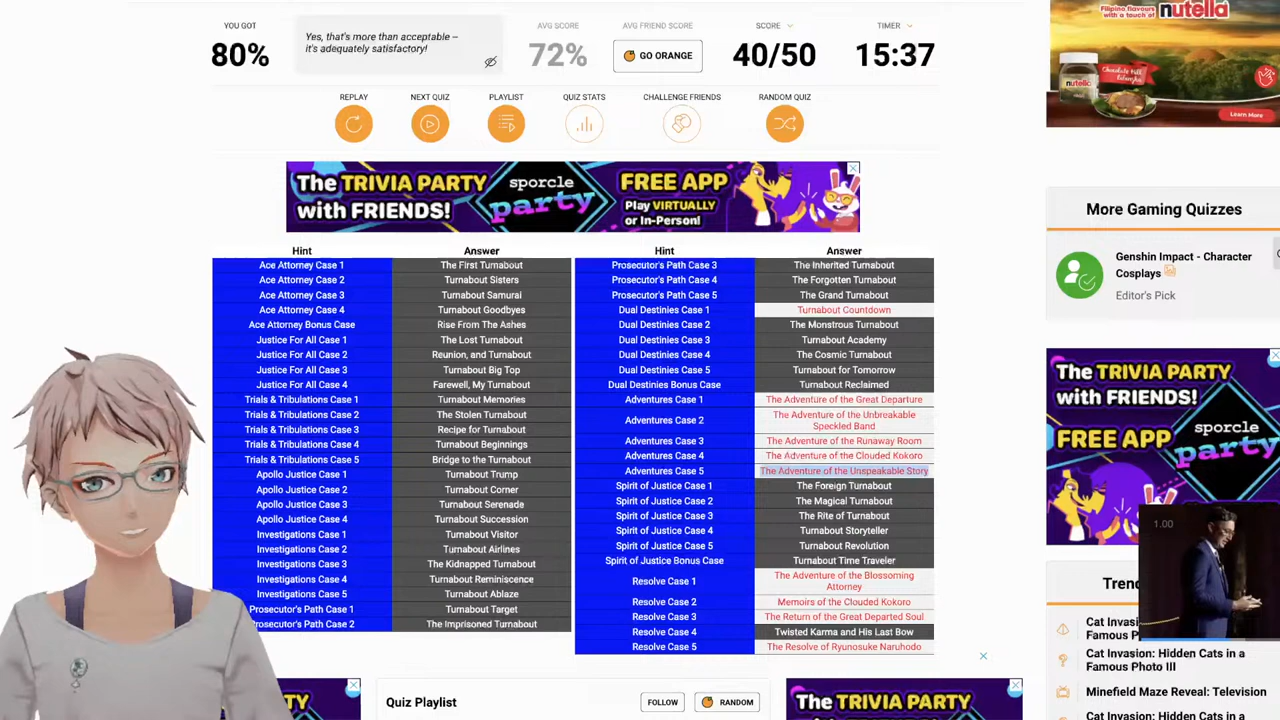 YOU GOT
80%
Yes, that's more than acceptable –
it's adequately satisfactory!
AVG SCORE
72%
AVG FRIEND SCORE
GO ORANGE
SCORE
40/50
TIMER
15:37
REPLAY
NEXT QUIZ
PLAYLIST
QUIZ STATS
CHALLENGE FRIENDS
RANDOM QUIZ
The TRIVIA PARTY
with FRIENDS!
sporcle
party
FREE APP
Play VIRTUALLY
or In-Person!
Hint Answer
Ace Attorney Case 1 The First Turnabout
Ace Attorney Case 2 Turnabout Sisters
Ace Attorney Case 3 Turnabout Samurai
Ace Attorney Case 4 Turnabout Goodbyes
Ace Attorney Bonus Case Rise From The Ashes
Justice For All Case 1 The Lost Turnabout
Justice For All Case 2 Reunion, and Turnabout
Justice For All Case 3 Turnabout Big Top
Justice For All Case 4 Farewell, My Turnabout
Trials & Tribulations Case 1 Turnabout Memories
Trials & Tribulations Case 2 The Stolen Turnabout
Trials & Tribulations Case 3 Recipe for Turnabout
Trials & Tribulations Case 4 Turnabout Beginnings
Trials & Tribulations Case 5 Bridge to the Turnabout
Apollo Justice Case 1 Turnabout Trump
Apollo Justice Case 2 Turnabout Corner
Apollo Justice Case 3 Turnabout Serenade
Apollo Justice Case 4 Turnabout Succession
Investigations Case 1 Turnabout Visitor
Investigations Case 2 Turnabout Airlines
Investigations Case 3 The Kidnapped Turnabout
Investigations Case 4 Turnabout Reminiscence
Investigations Case 5 Turnabout Ablaze
Prosecutor's Path Case 1 Turnabout Target
Prosecutor's Path Case 2 The Imprisoned Turnabout
Hint Answer
Prosecutor's Path Case 3 The Inherited Turnabout
Prosecutor's Path Case 4 The Forgotten Turnabout
Prosecutor's Path Case 5 The Grand Turnabout
Dual Destinies Case 1 Turnabout Countdown
Dual Destinies Case 2 The Monstrous Turnabout
Dual Destinies Case 3 Turnabout Academy
Dual Destinies Case 4 The Cosmic Turnabout
Dual Destinies Case 5 Turnabout for Tomorrow
Dual Destinies Bonus Case Turnabout Reclaimed
Adventures Case 1 The Adventure of the Great Departure
Adventures Case 2 The Adventure of the Unbreakable
Speckled Band
Adventures Case 3 The Adventure of the Runaway Room
Adventures Case 4 The Adventure of the Clouded Kokoro
Adventures Case 5 The Adventure of the Unspeakable Story
Spirit of Justice Case 1 The Foreign Turnabout
Spirit of Justice Case 2 The Magical Turnabout
Spirit of Justice Case 3 The Rite of Turnabout
Spirit of Justice Case 4 Turnabout Storyteller
Spirit of Justice Case 5 Turnabout Revolution
Spirit of Justice Bonus Case Turnabout Time Traveler
Resolve Case 1 The Adventure of the Blossoming
Attorney
Resolve Case 2 Memoirs of the Clouded Kokoro
Resolve Case 3 The Return of the Great Departed Soul
Resolve Case 4 Twisted Karma and His Last Bow
Resolve Case 5 The Resolve of Ryunosuke Naruhodo
Quiz Playlist
FOLLOW
RANDOM
The TRIVIA PARTY
Filipino flavours
with a touch of nutella
nutella
Learn More
More Gaming Quizzes
Genshin Impact - Character
Cosplays
Editor's Pick
The TRIVIA PARTY
with FRIENDS!
FREE APP
sporcle
party
1.00
Tren
Cat Invasi
Famous P
Cat Invasion: Hidden Cats in a
Famous Photo III
Minefield Maze Reveal: Television
Cat Invasion: Hidden Cats in a